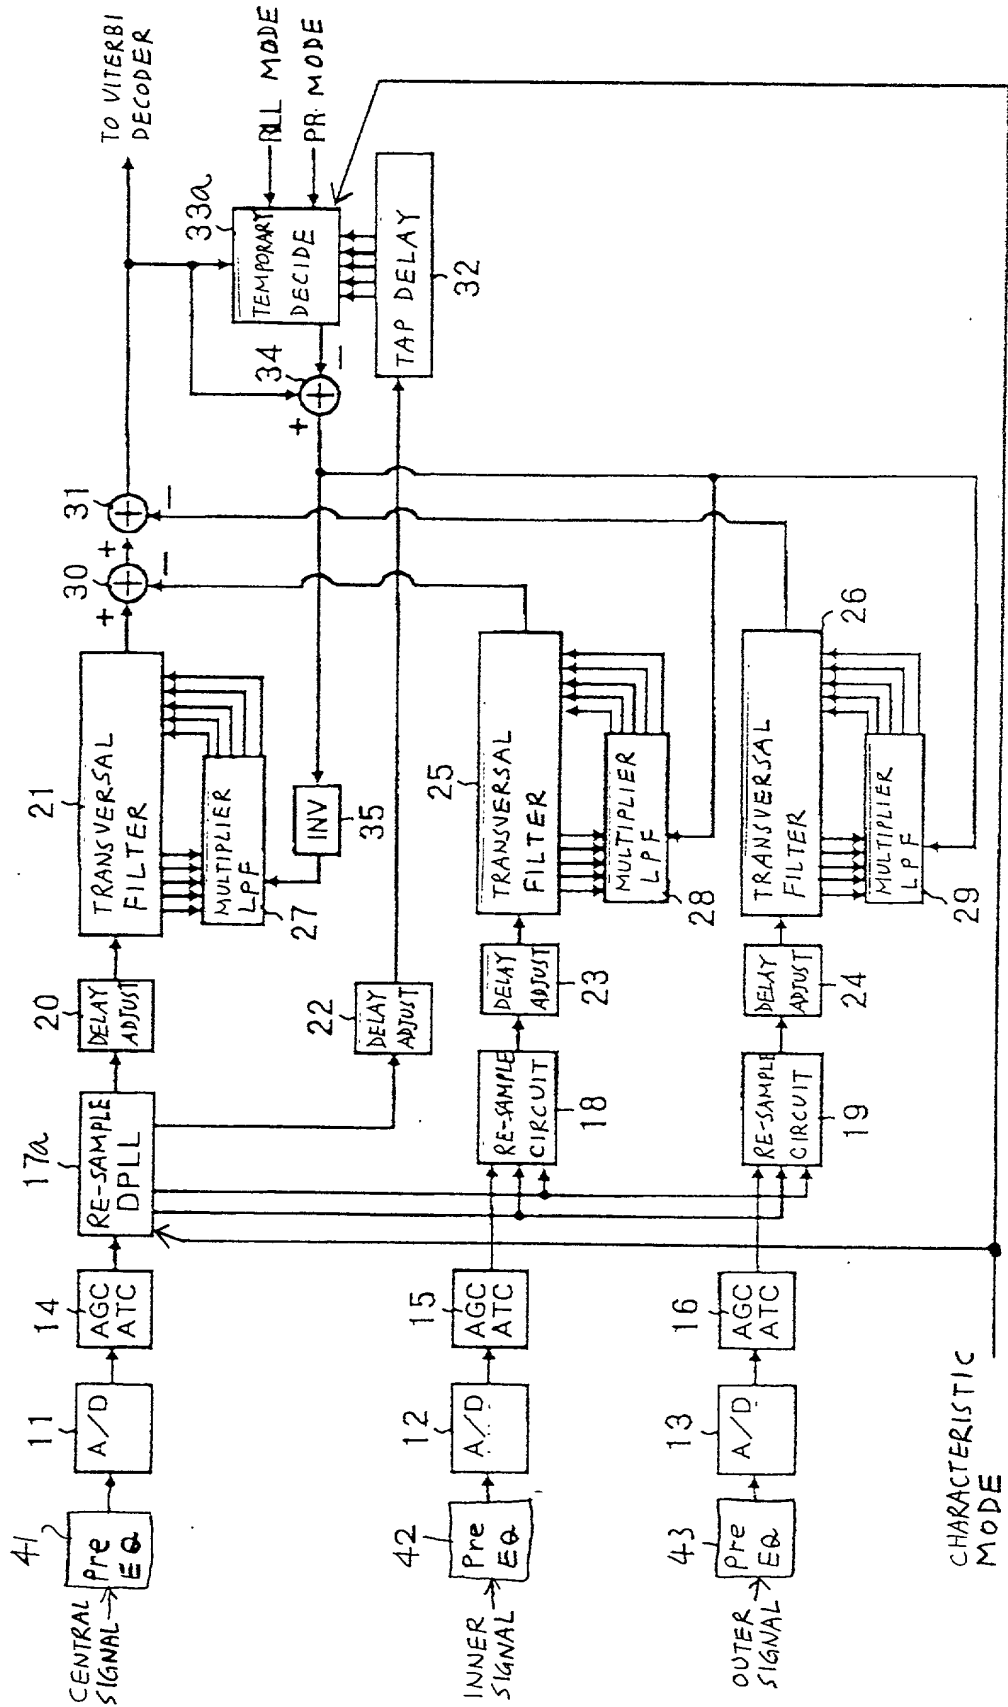 CENTRAL
SIGNAL
41
Pre
EQ
11
A/D
14
AGC
ATC
17a
RE-SAMPLE
DPLL
20
DELAY
ADJUST
21
TRANSVERSAL
FILTER
MULTIPLIER
LPF
27
30
+
+
−
31
+
+
−
TO VITERBI
DECODER
INV
35
22
DELAY
ADJUST
34
+
+
−
33a
TEMPORARY
DECIDE
RLL MODE
PR. MODE
TAP DELAY
32
INNER
SIGNAL
42
Pre
EQ
12
A/D
15
AGC
ATC
RE-SAMPLE
CIRCUIT
18
DELAY
ADJUST
23
25
TRANSVERSAL
FILTER
MULTIPLIER
LPF
28
OUTER
SIGNAL
43
Pre
EQ
13
A/D
16
AGC
ATC
RE-SAMPLE
CIRCUIT
19
DELAY
ADJUST
24
TRANSVERSAL
FILTER
26
MULTIPLIER
LPF
29
CHARACTERISTIC
MODE